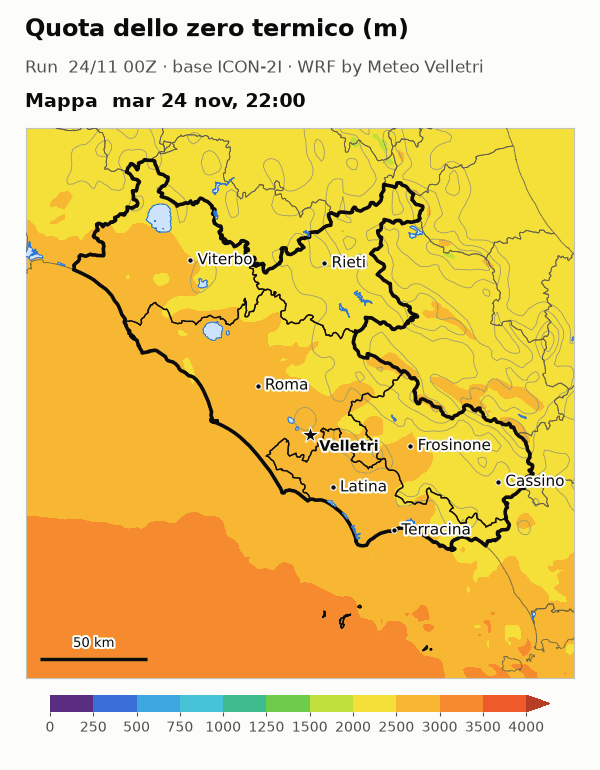 Quota dello zero termico (m)
Run  24/11 00Z · base ICON-2I · WRF by Meteo Velletri
Mappa  mar 24 nov, 22:00
Viterbo
Rieti
Roma
Velletri
Frosinone
Latina
Cassino
Terracina
50 km
0 250 500 750 1000 1250 1500 2000 2500 3000 3500 4000